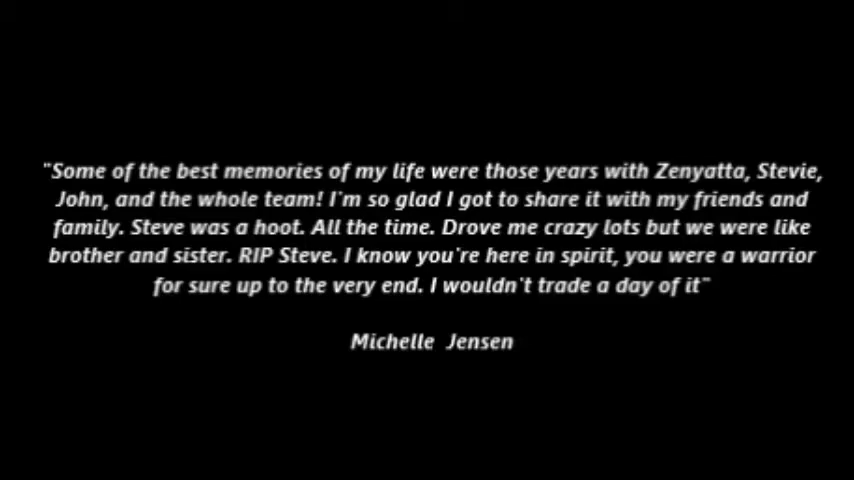 "Some of the best memories of my life were those years with Zenyatta, Stevie,
John, and the whole team! I'm so glad I got to share it with my friends and
family. Steve was a hoot. All the time. Drove me crazy lots but we were like
brother and sister. RIP Steve. I know you're here in spirit, you were a warrior
for sure up to the very end. I wouldn't trade a day of it"
Michelle Jensen